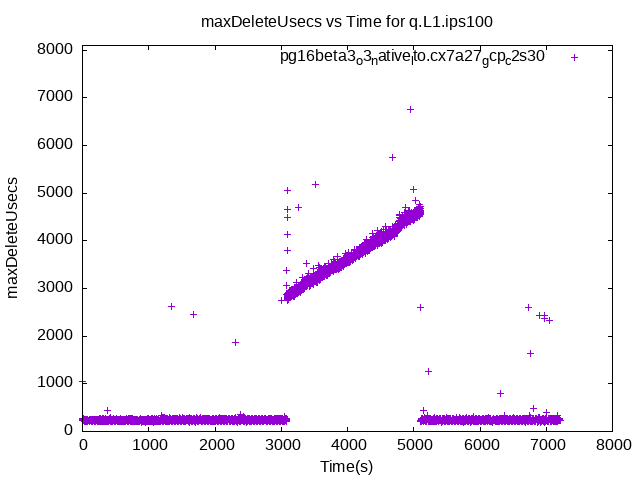 maxDeleteUsecs vs Time for q.L1.ips100
pg16beta3ₒ3ₙativeₗto.cx7a27_gcp_c2s30
8000
7000
6000
5000
4000
3000
2000
1000
0
maxDeleteUsecs
0 1000 2000 3000 4000 5000 6000 7000 8000
Time(s)